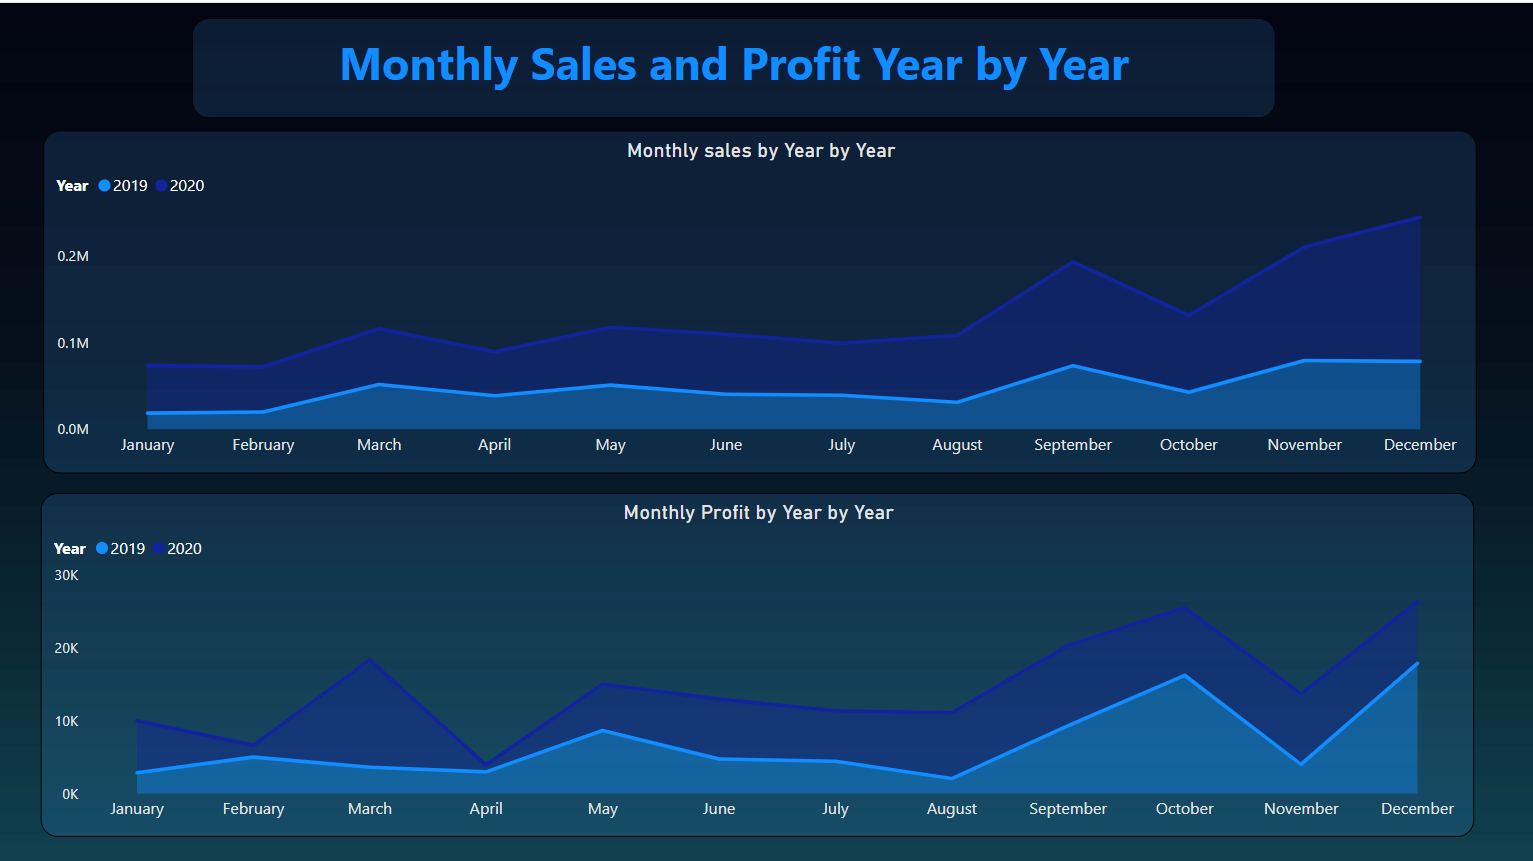 Monthly Sales and Profit Year by Year
Monthly sales by Year by Year
Year 2019 2020
0.2M
0.1M
0.0M
January February March April May June July August September October November December
Monthly Profit by Year by Year
Year 2019 2020
30K
20K
10K
0K
January February March April May June July August September October November December